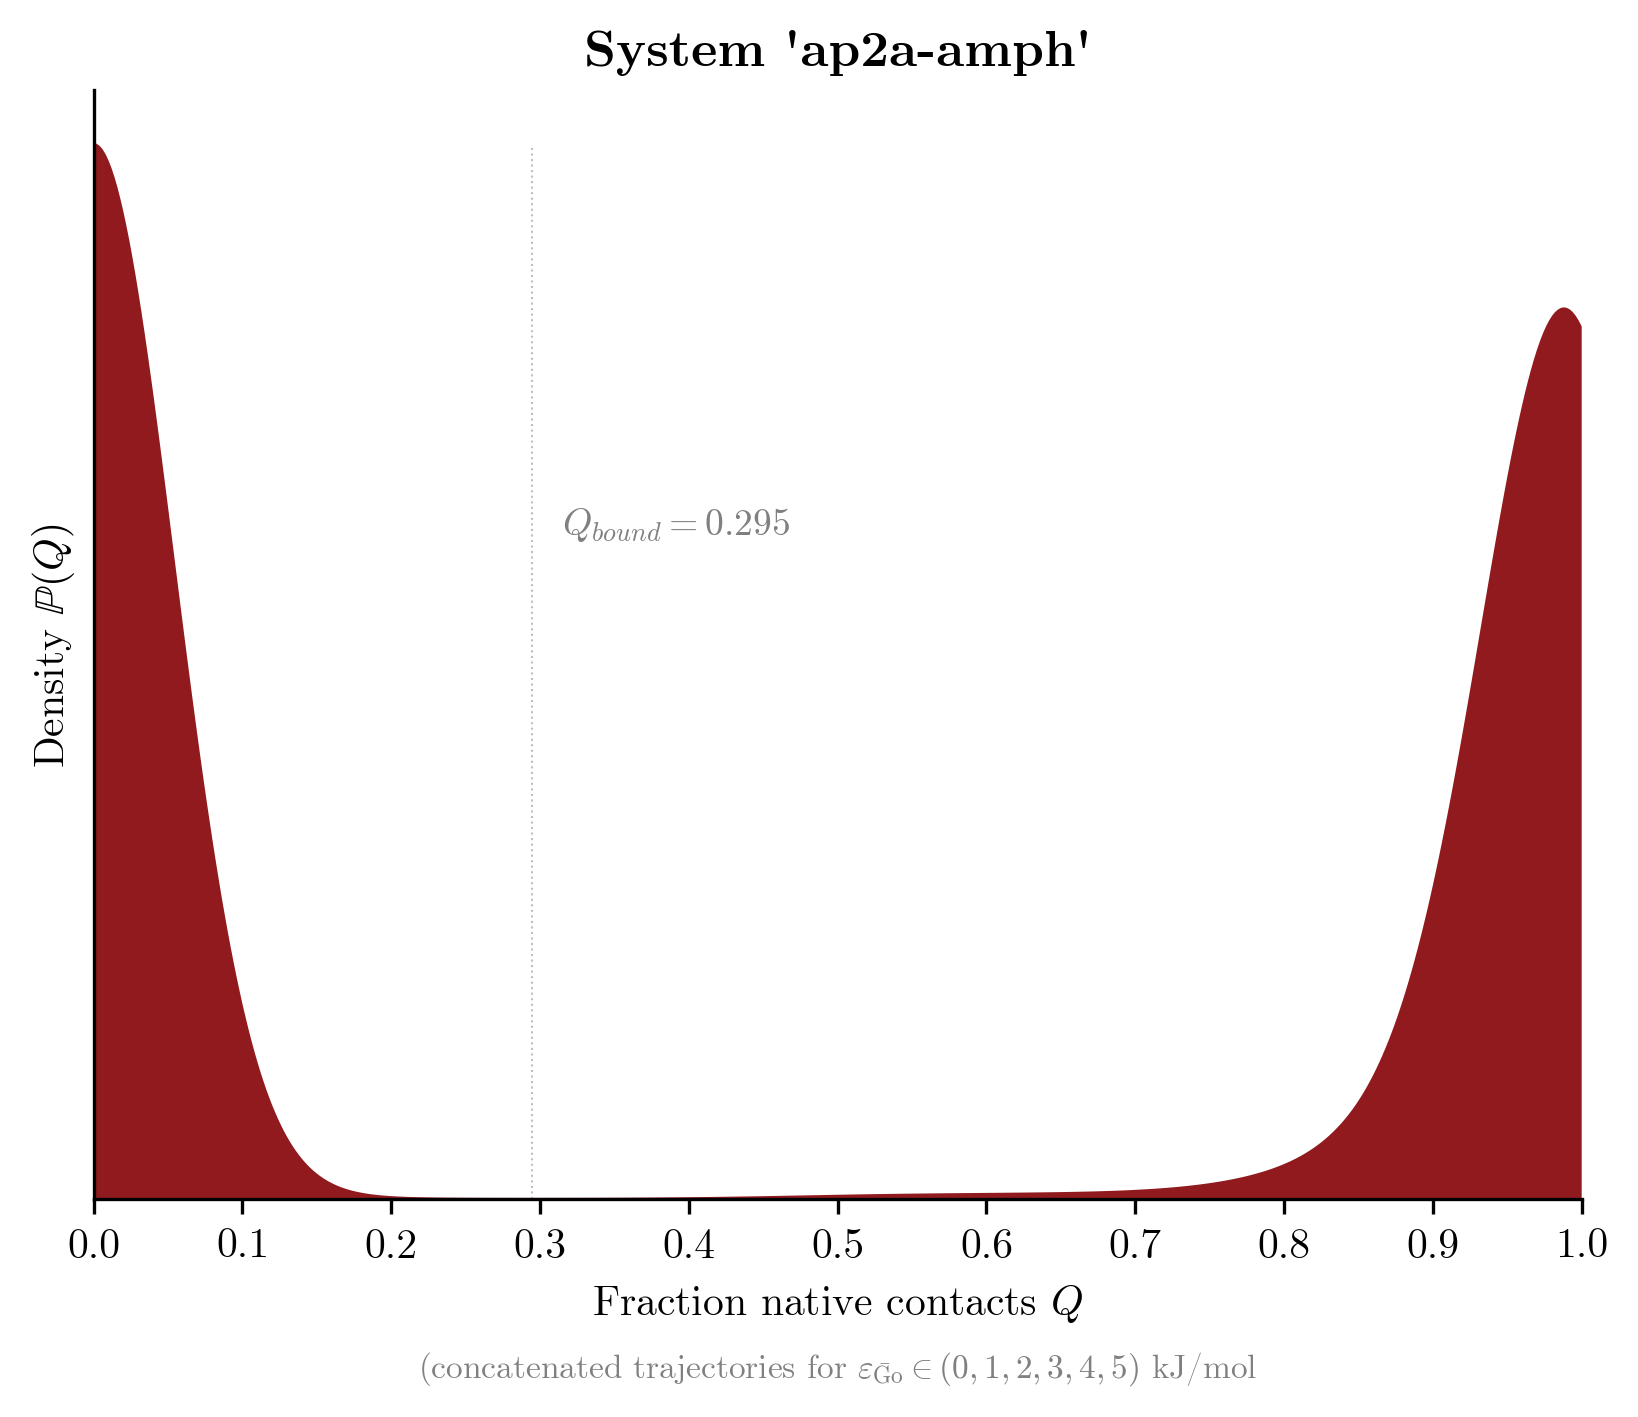 System 'ap2a-amph'
Density ℙ(Q)
Q_bound = 0.295
0.0 0.1 0.2 0.3 0.4 0.5 0.6 0.7 0.8 0.9 1.0
Fraction native contacts Q
(concatenated trajectories for ε_Ḡo ∈ (0, 1, 2, 3, 4, 5) kJ/mol